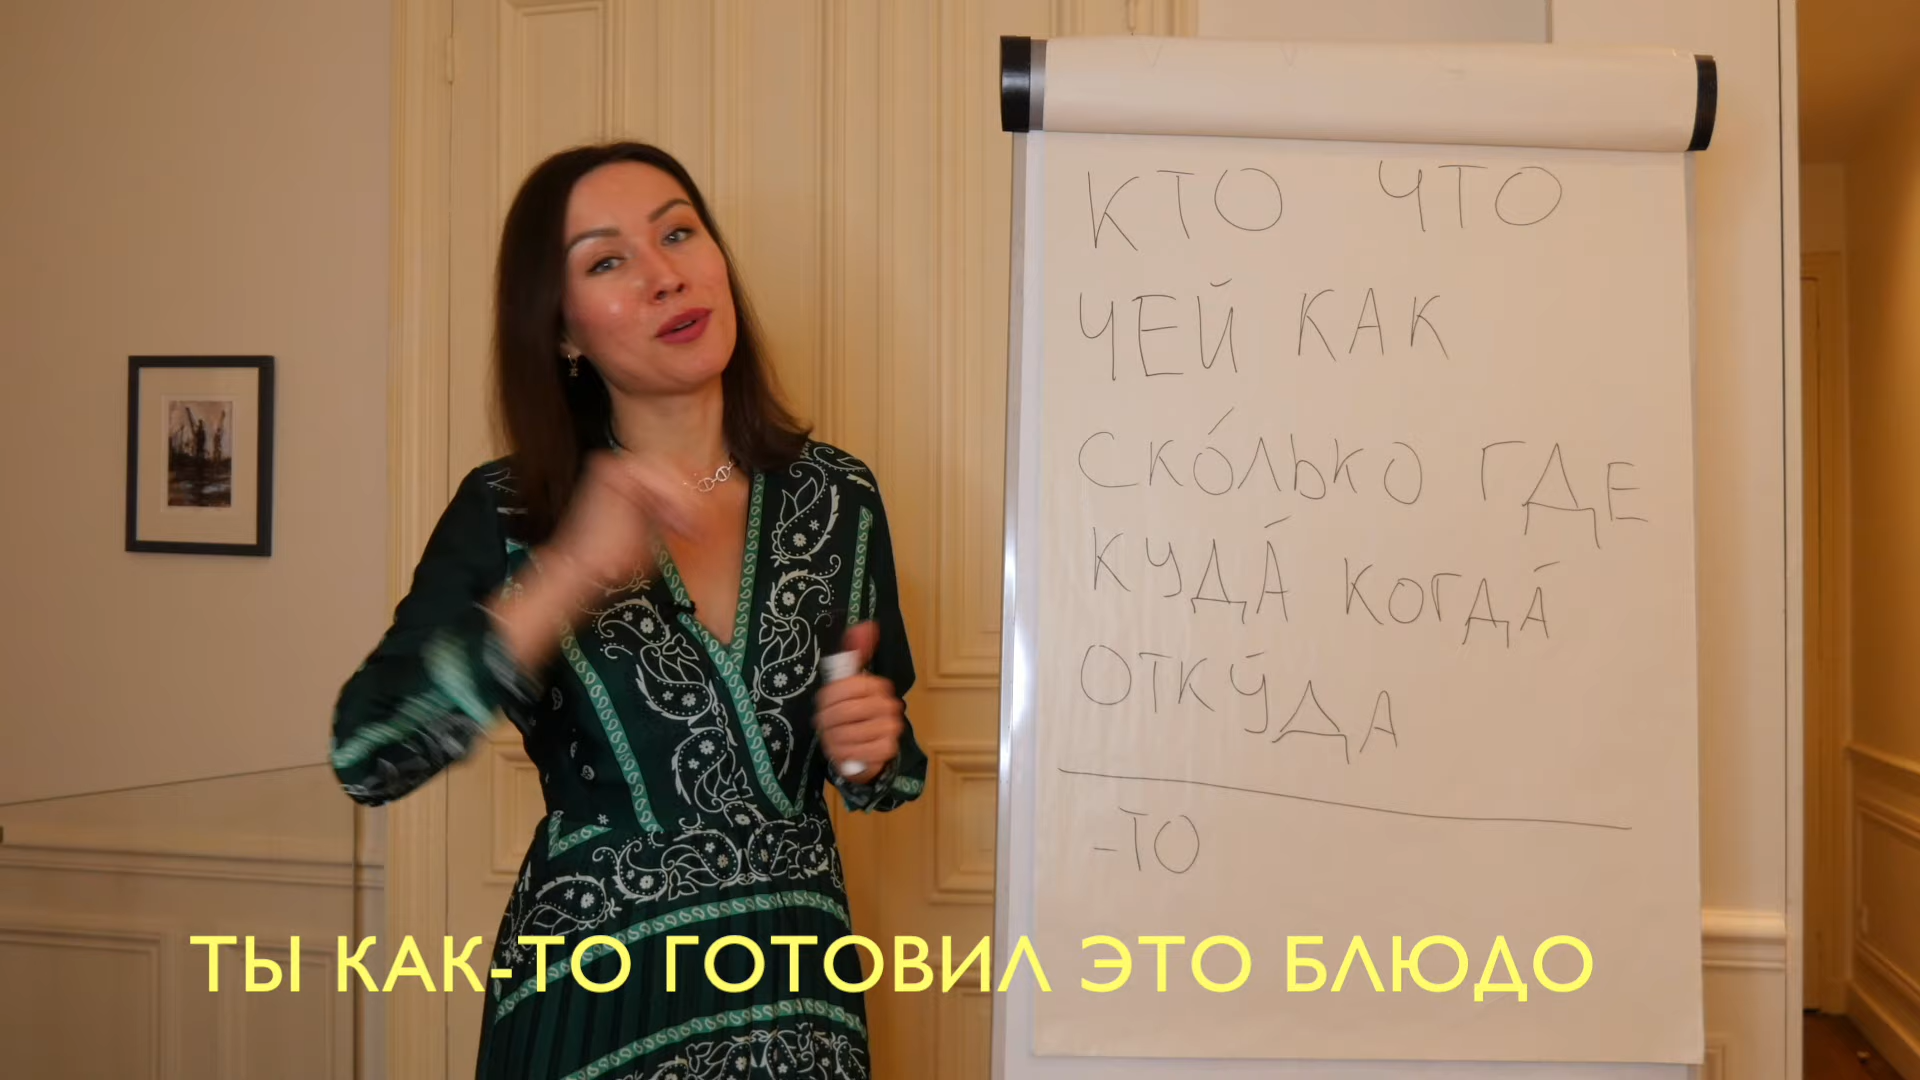 КТО ЧТО
ЧЕЙ КАК
СКО́ЛЬКО ГДЕ
КУДА́ КОГДА́
ОТКУ́ДА
-ТО
ТЫ КАК-ТО ГОТОВИЛ ЭТО БЛЮДО